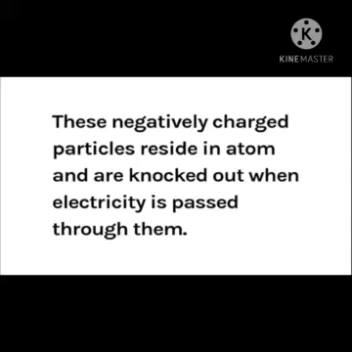 KINEMASTER
These negatively charged
particles reside in atom
and are knocked out when
electricity is passed
through them.